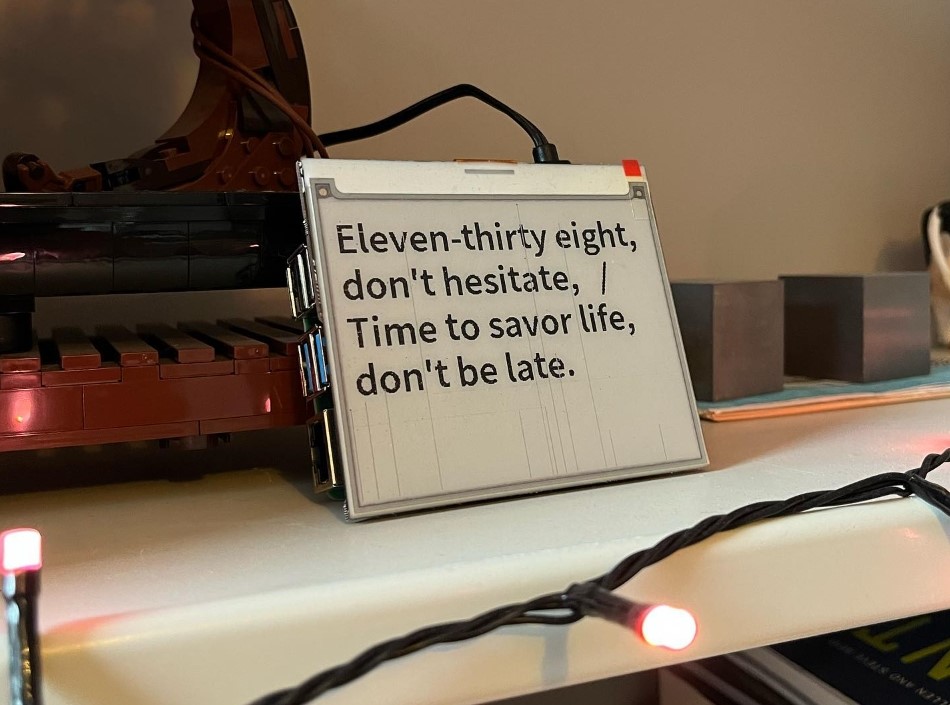 Eleven-thirty eight,
don't hesitate, /
Time to savor life,
don't be late.